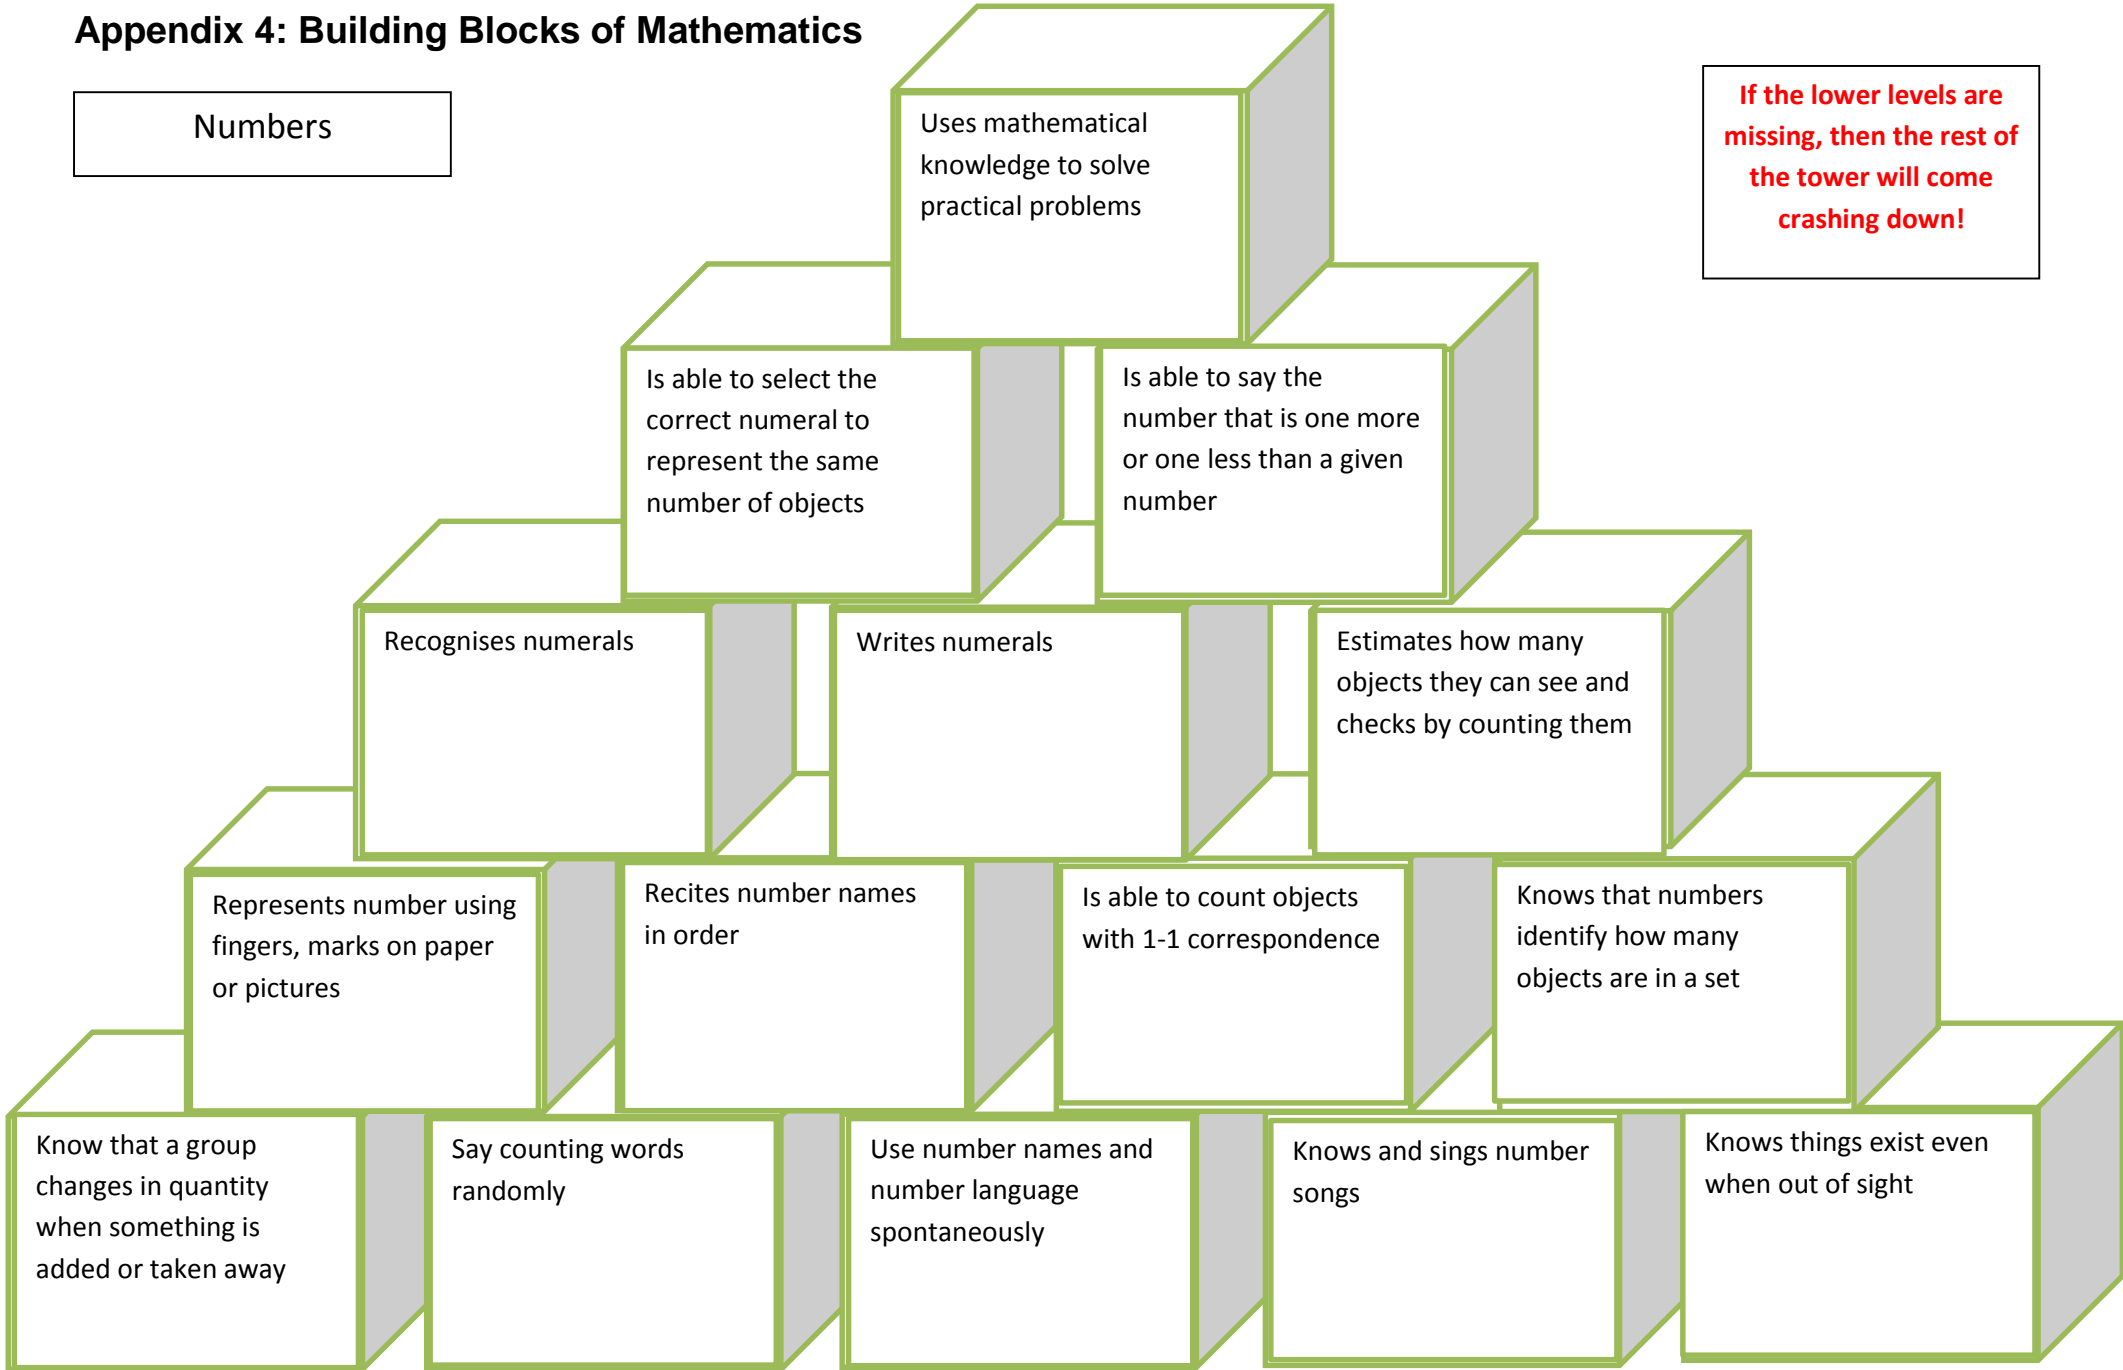 Appendix 4: Building Blocks of Mathematics
Numbers
If the lower levels are
missing, then the rest of
the tower will come
crashing down!
Uses mathematical
knowledge to solve
practical problems
Is able to select the
correct numeral to
represent the same
number of objects
Is able to say the
number that is one more
or one less than a given
number
Recognises numerals
Writes numerals
Estimates how many
objects they can see and
checks by counting them
Represents number using
fingers, marks on paper
or pictures
Recites number names
in order
Is able to count objects
with 1-1 correspondence
Knows that numbers
identify how many
objects are in a set
Know that a group
changes in quantity
when something is
added or taken away
Say counting words
randomly
Use number names and
number language
spontaneously
Knows and sings number
songs
Knows things exist even
when out of sight